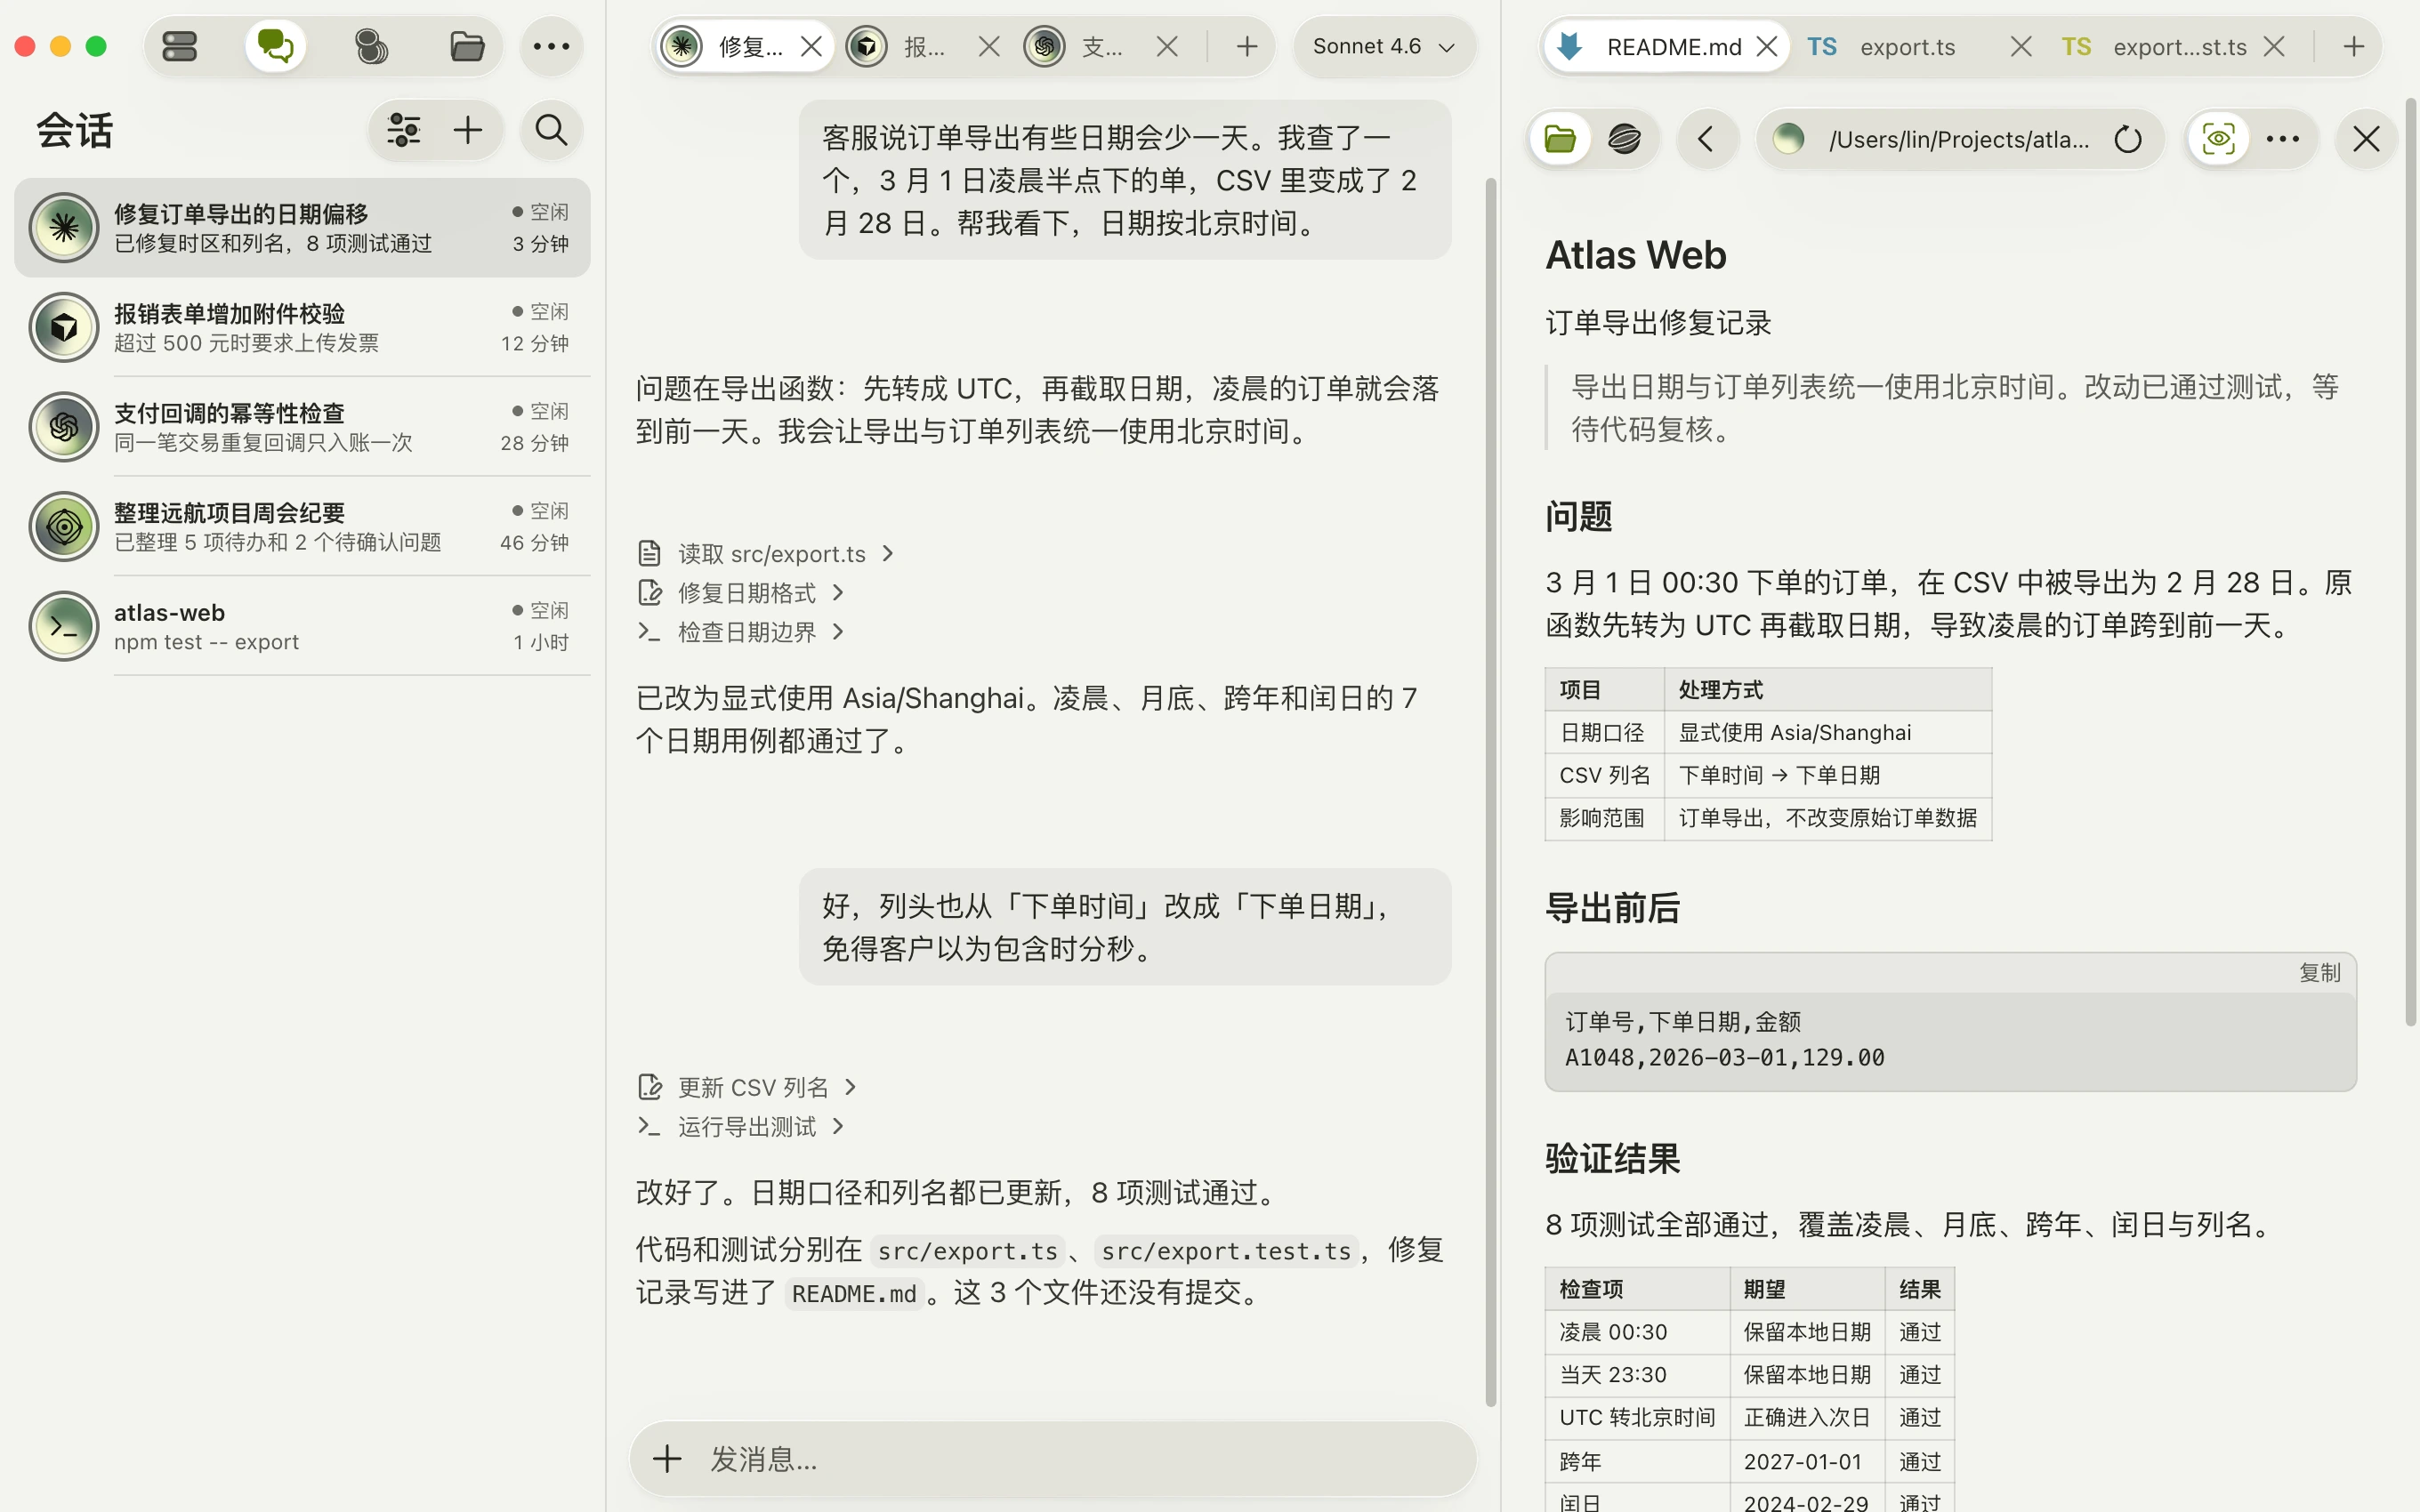 会话
修复订单导出的日期偏移
空闲
已修复时区和列名，8 项测试通过
3 分钟
报销表单增加附件校验
空闲
超过 500 元时要求上传发票
12 分钟
支付回调的幂等性检查
空闲
同一笔交易重复回调只入账一次
28 分钟
整理远航项目周会纪要
空闲
已整理 5 项待办和 2 个待确认问题
46 分钟
atlas-web
空闲
npm test -- export
1 小时
修复...
报...
支...
Sonnet 4.6
客服说订单导出有些日期会少一天。我查了一
个，3 月 1 日凌晨半点下的单，CSV 里变成了 2
月 28 日。帮我看下，日期按北京时间。
问题在导出函数：先转成 UTC，再截取日期，凌晨的订单就会落
到前一天。我会让导出与订单列表统一使用北京时间。
读取 src/export.ts
修复日期格式
检查日期边界
已改为显式使用 Asia/Shanghai。凌晨、月底、跨年和闰日的 7
个日期用例都通过了。
好，列头也从「下单时间」改成「下单日期」，
免得客户以为包含时分秒。
更新 CSV 列名
运行导出测试
改好了。日期口径和列名都已更新，8 项测试通过。
代码和测试分别在 src/export.ts、src/export.test.ts，修复
记录写进了 README.md。这 3 个文件还没有提交。
发消息...
README.md
TS export.ts
TS export...st.ts
/Users/lin/Projects/atla...
Atlas Web
订单导出修复记录
导出日期与订单列表统一使用北京时间。改动已通过测试，等
待代码复核。
问题
3 月 1 日 00:30 下单的订单，在 CSV 中被导出为 2 月 28 日。原
函数先转为 UTC 再截取日期，导致凌晨的订单跨到前一天。
项目 处理方式
日期口径 显式使用 Asia/Shanghai
CSV 列名 下单时间 → 下单日期
影响范围 订单导出，不改变原始订单数据
导出前后
复制
订单号,下单日期,金额
A1048,2026-03-01,129.00
验证结果
8 项测试全部通过，覆盖凌晨、月底、跨年、闰日与列名。
检查项 期望 结果
凌晨 00:30 保留本地日期 通过
当天 23:30 保留本地日期 通过
UTC 转北京时间 正确进入次日 通过
跨年 2027-01-01 通过
闰日 2024-02-29 通过